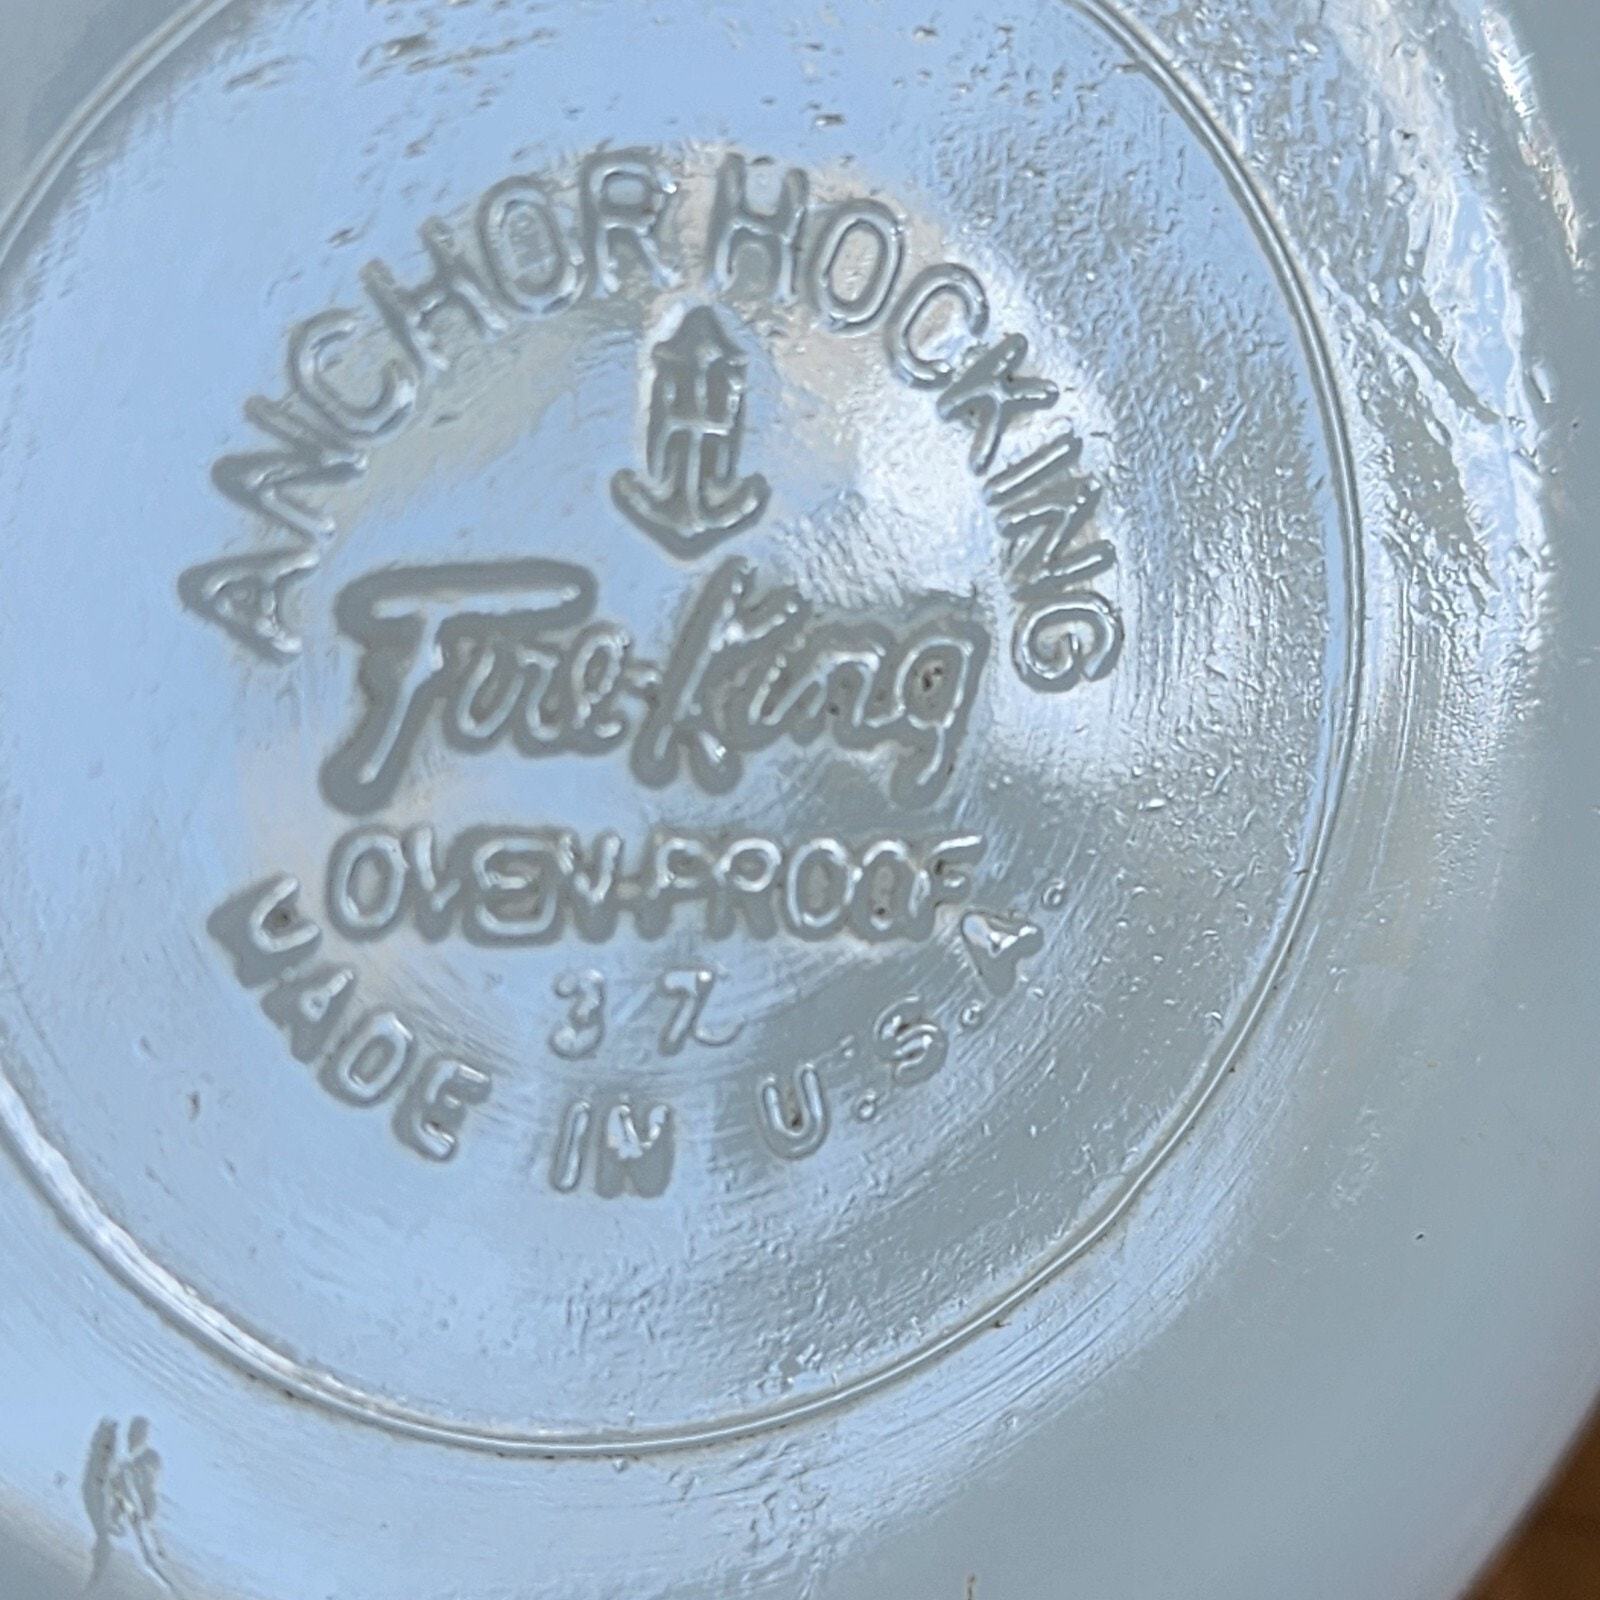 ANCHOR HOCKING
Fire-King
OVEN-PROOF
37
MADE IN U.S.A.